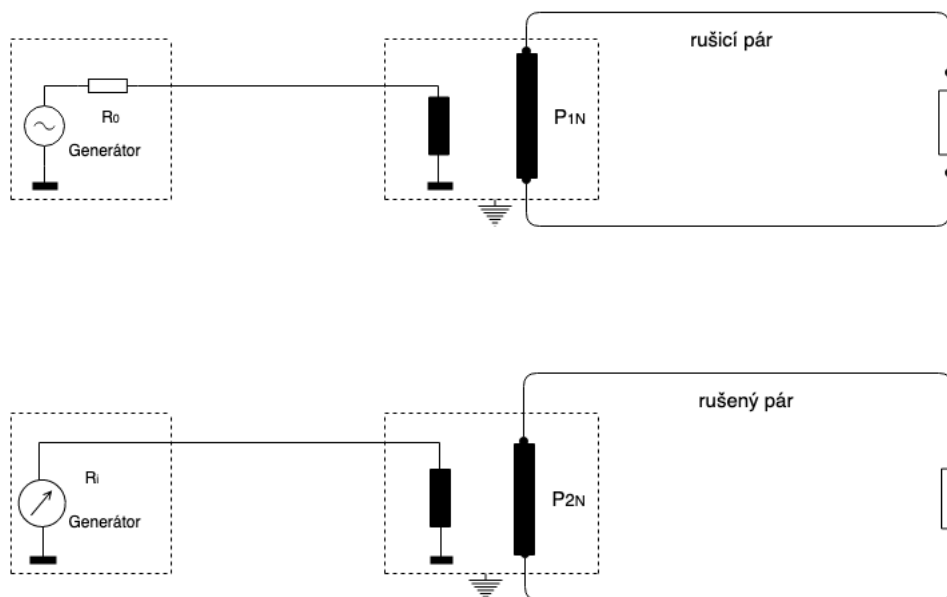 rušicí pár
R0
Generátor
P1N
rušený pár
Ri
Generátor
P2N